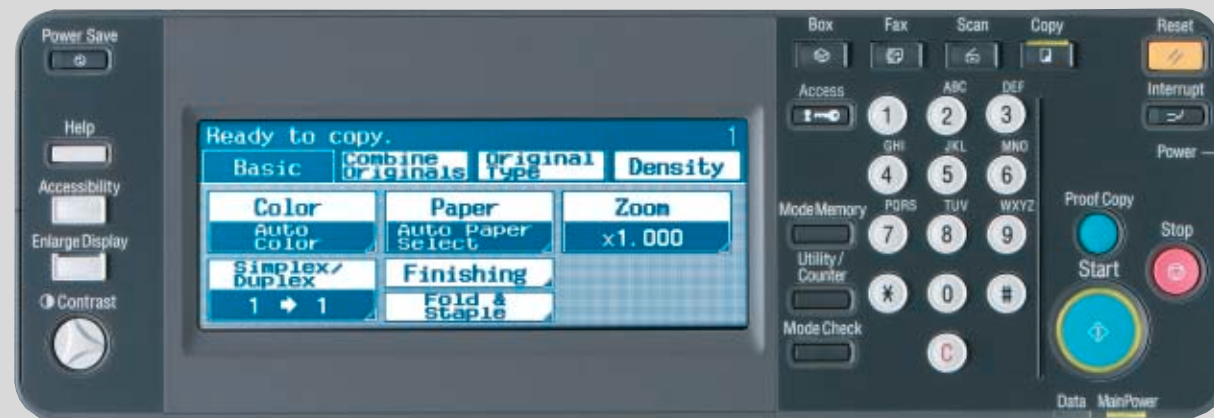 Power Save
Help
Accessibility
Enlarge Display
Contrast
Ready to copy. 1
Basic
Combine
Originals
Original
Type
Density
Color
Auto
Color
Paper
Auto Paper
Select
Zoom
×1.000
Simplex/
Duplex
1 ➡ 1
Finishing
Fold &
Staple
Box Fax Scan Copy Reset
Access
Interrupt
Power
ABC DEF
1 2 3
GHI JKL MNO
4 5 6
Mode Memory
PQRS TUV WXYZ
7 8 9
Utility /
Counter
* 0 #
Mode Check
C
Proof Copy
Stop
Start
Data Main Power